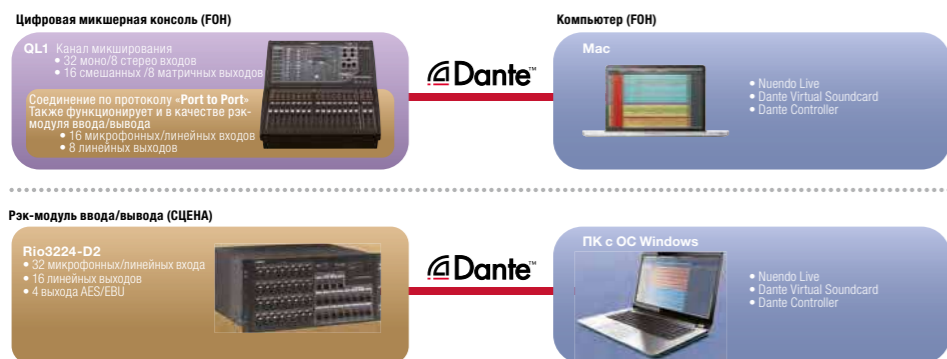 Цифровая микшерная консоль (FOH)
QL1 Канал микширования
• 32 моно/8 стерео входов
• 16 смешанных /8 матричных выходов
Соединение по протоколу «Port to Port»
Также функционирует и в качестве рэк-
модуля ввода/вывода
• 16 микрофонных/линейных входов
• 8 линейных выходов
Dante™
Компьютер (FOH)
Mac
• Nuendo Live
• Dante Virtual Soundcard
• Dante Controller
Рэк-модуль ввода/вывода (СЦЕНА)
Rio3224-D2
• 32 микрофонных/линейных входа
• 16 линейных выходов
• 4 выхода AES/EBU
Dante™
ПК с ОС Windows
• Nuendo Live
• Dante Virtual Soundcard
• Dante Controller